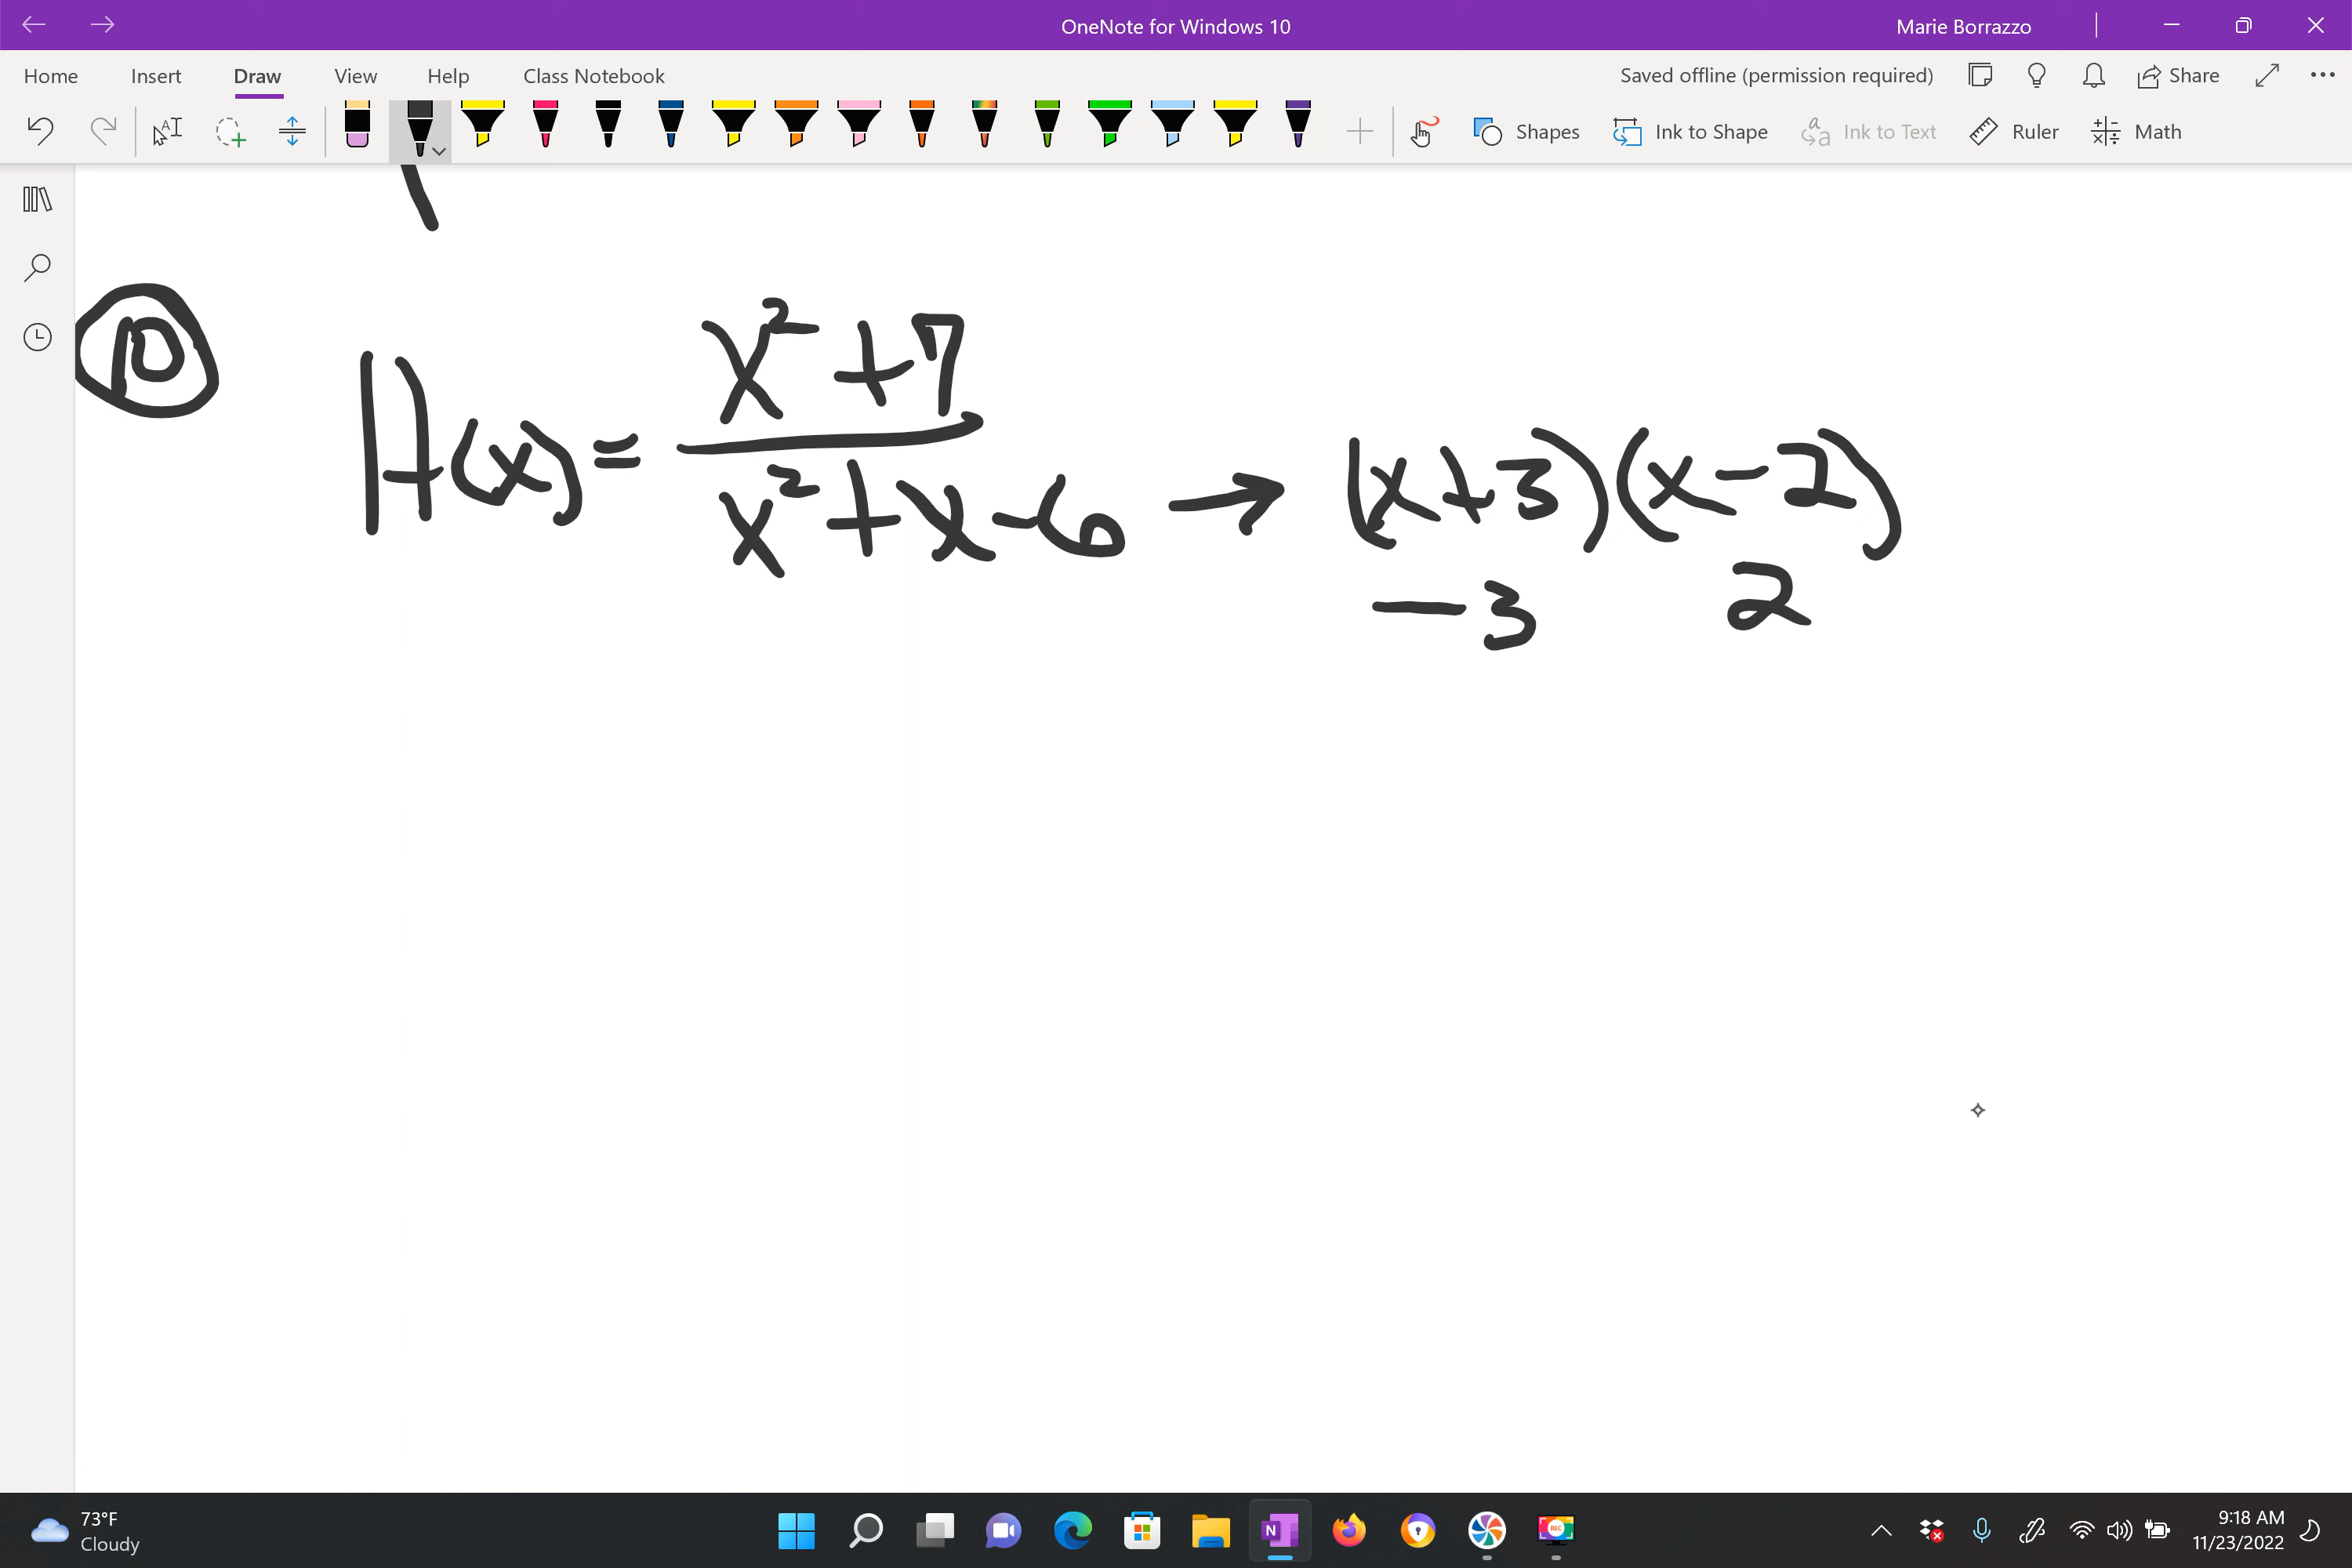 OneNote for Windows 10
Marie Borrazzo
Home Insert Draw View Help Class Notebook
Saved offline (permission required) Share
Shapes Ink to Shape Ink to Text Ruler Math
10
H(x) = (x²+7)/(x²+x-6) → (x+3)(x-2)
-3 2
73°F
Cloudy
9:18 AM
11/23/2022